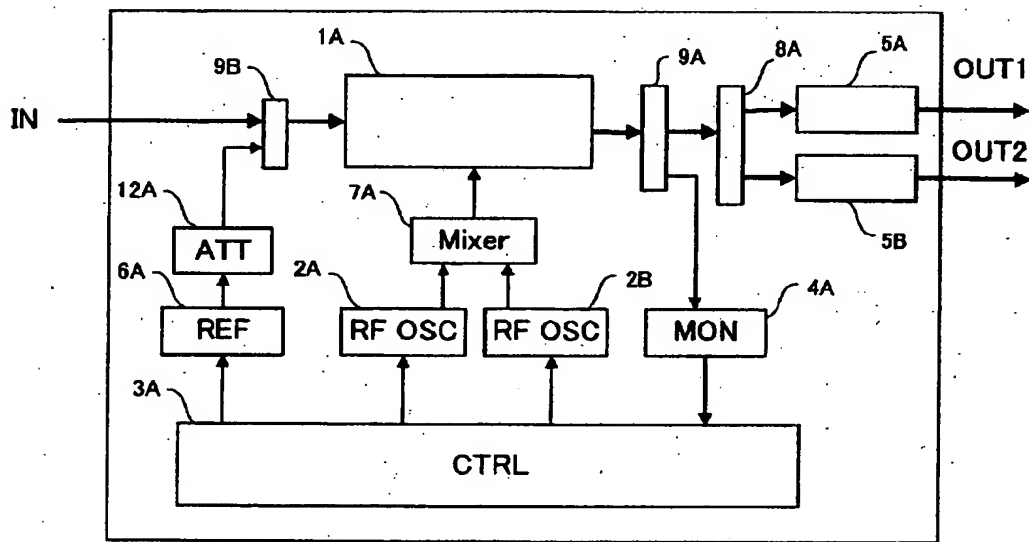 1A
9A
8A
5A
9B
OUT1
IN
OUT2
12A
7A
5B
ATT
Mixer
6A
2A
2B
4A
REF
RF OSC
RF OSC
MON
3A
CTRL